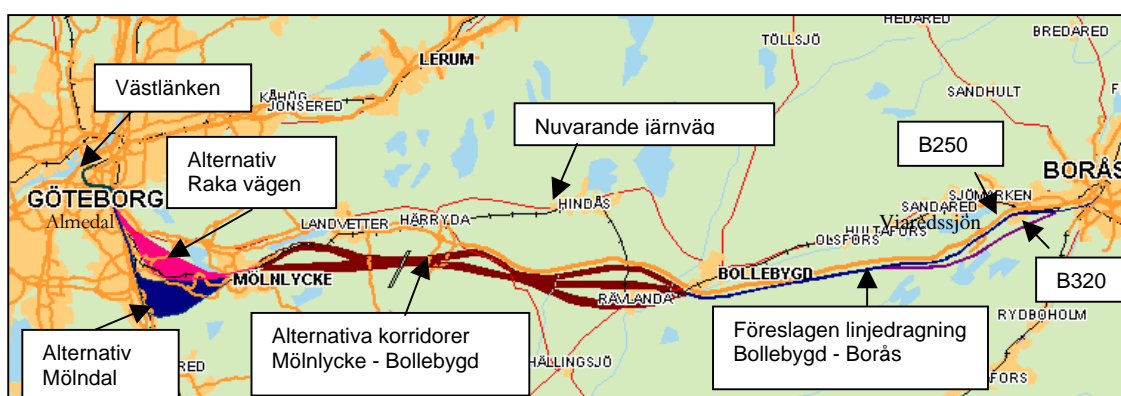 HEDARED
BREDARED
TÖLLSJÖ
LERUM
Västlänken
KÅHÖG
JONSERED
SANDHULT
Nuvarande järnväg
B250
Alternativ
Raka vägen
BORÅS
GÖTEBORG
Almedal
HINDÅS
SJÖMARKEN
SANDARED
Viaredssjön
LANDVETTER
HÄRRYDA
HULTAFORS
OLSFORS
MÖLNLYCKE
BOLLEBYGD
B320
RÄVLANDA
RYDBOHOLM
Alternativ
Mölndal
RED
Alternativa korridorer
Mölnlycke - Bollebygd
HÄLLINGSJÖ
Föreslagen linjedragning
Bollebygd - Borås
AFORS